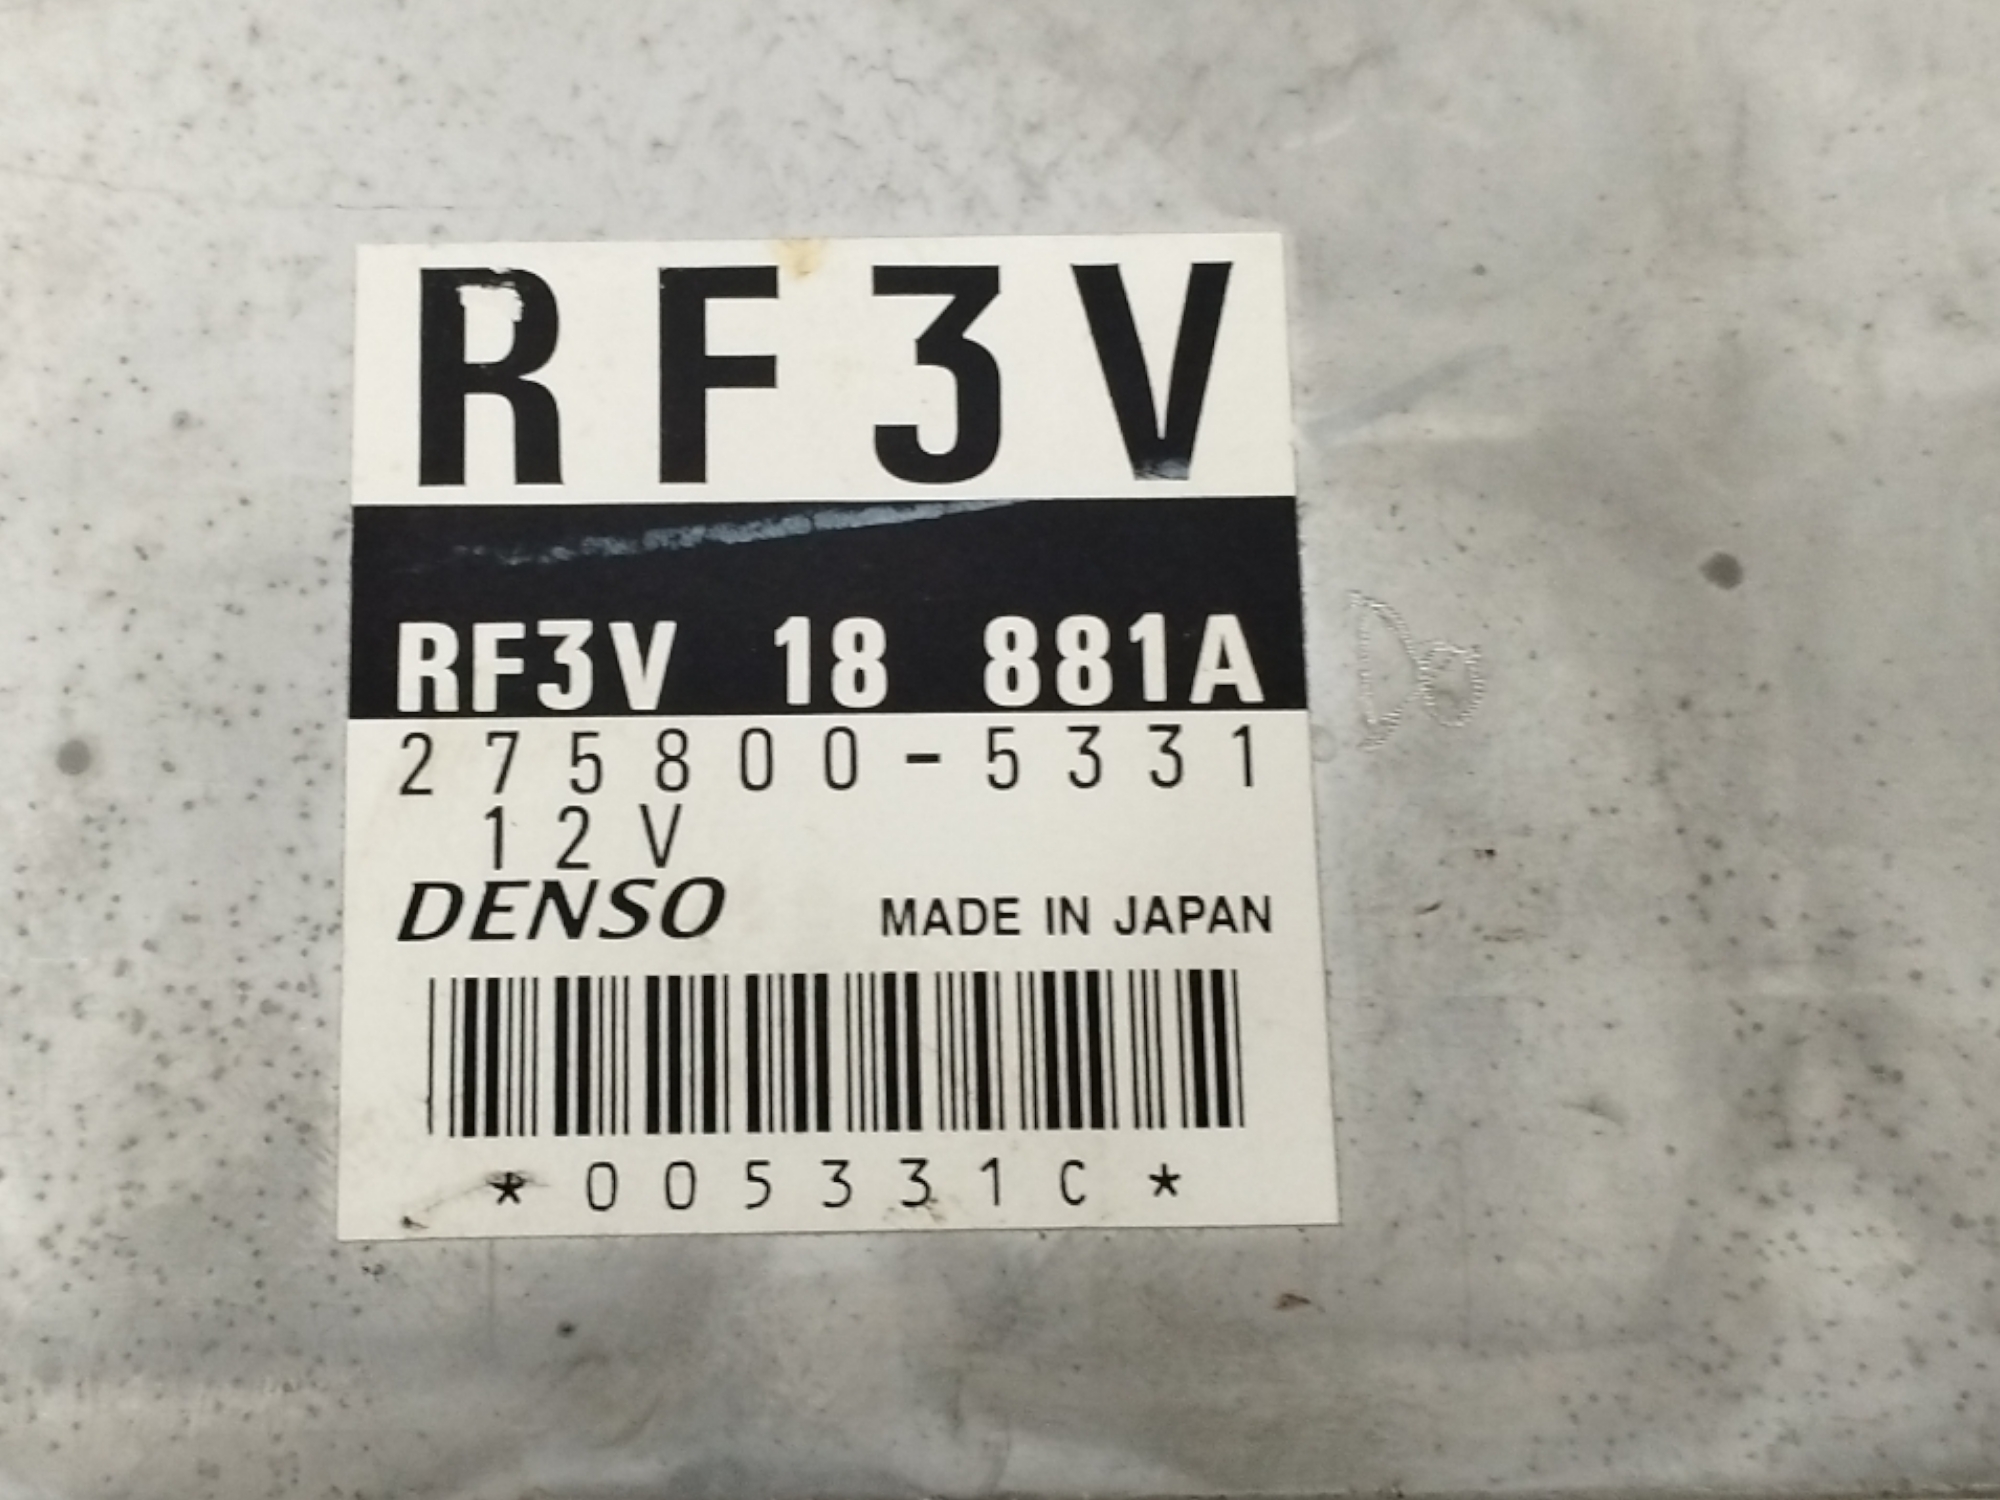 RF3V
RF3V 18 881A
275800-5331
12V
DENSO MADE IN JAPAN
*005331C*